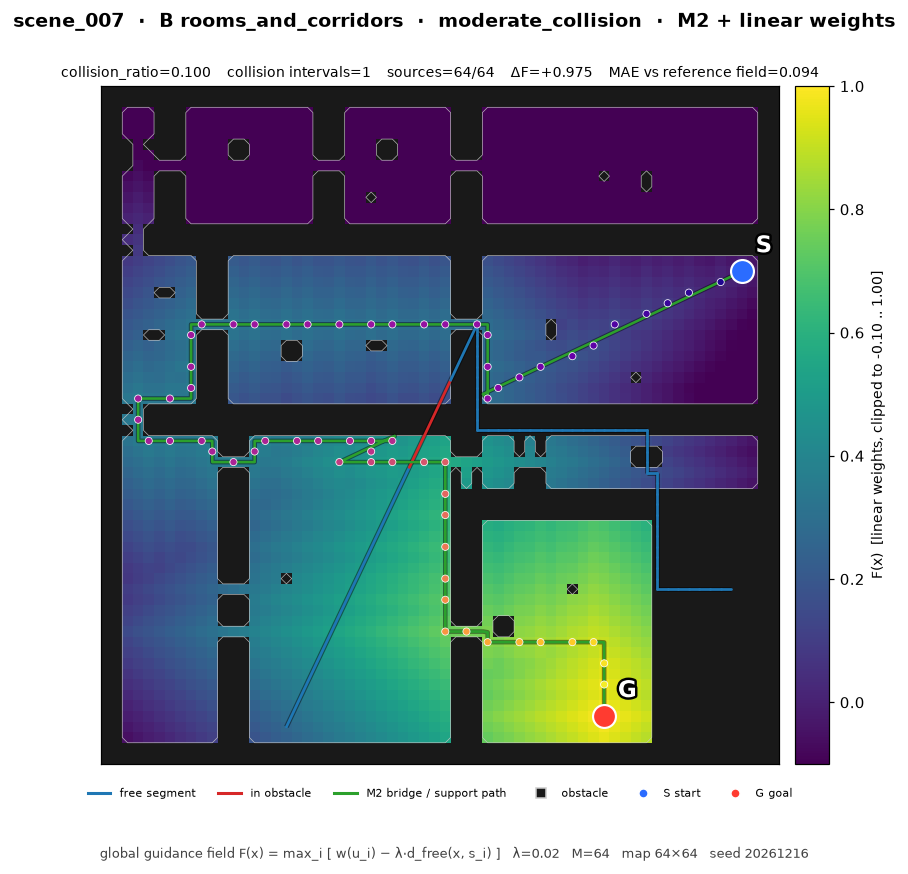 scene_007 · B rooms_and_corridors · moderate_collision · M2 + linear weights
collision_ratio=0.100 collision intervals=1 sources=64/64 ΔF=+0.975 MAE vs reference field=0.094
S
G
1.0
0.8
0.6
0.4
0.2
0.0
F(x) [linear weights, clipped to -0.10 .. 1.00]
free segment
in obstacle
M2 bridge / support path
obstacle
S start
G goal
global guidance field F(x) = max_i [ w(u_i) − λ·d_free(x, s_i) ] λ=0.02 M=64 map 64×64 seed 20261216